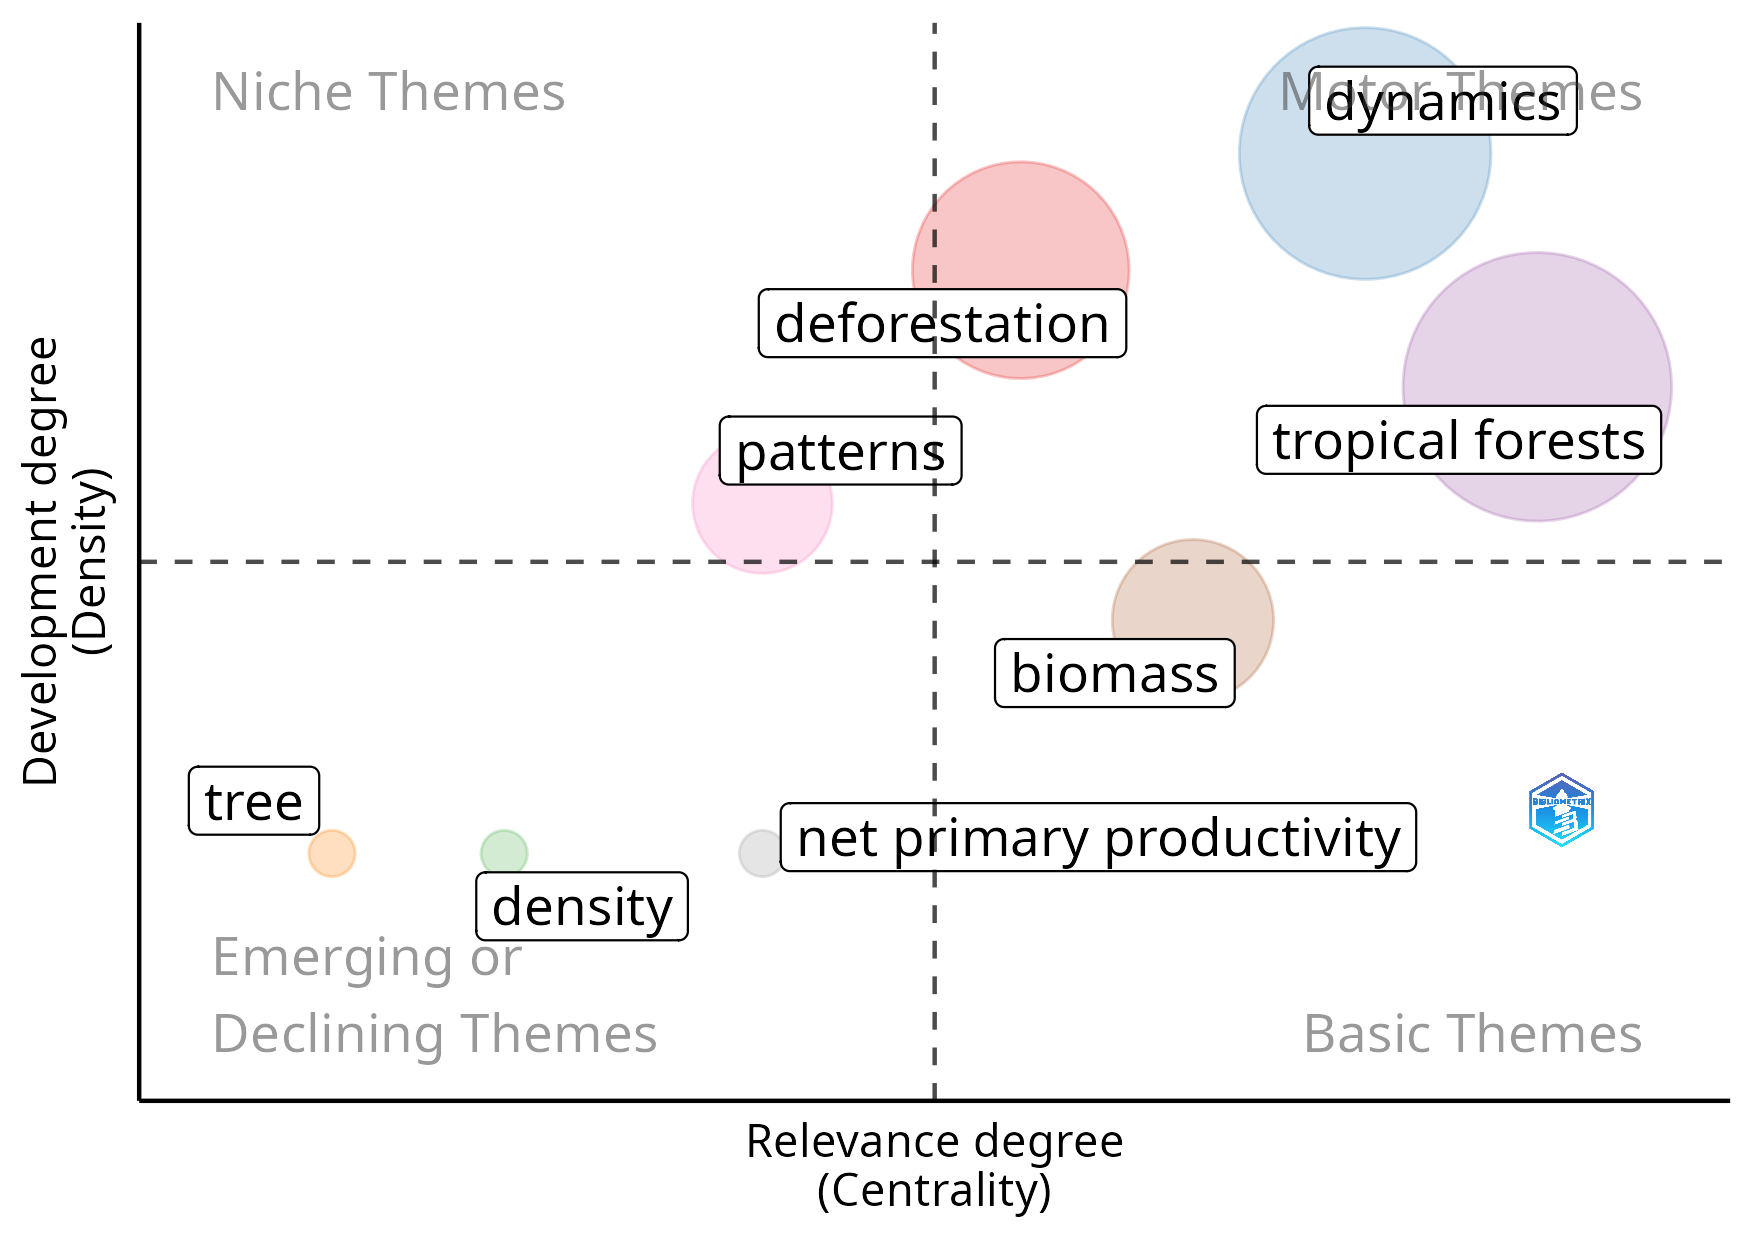 Niche Themes
Motor Themes
dynamics
deforestation
patterns
tropical forests
biomass
tree
density
net primary productivity
BIBLIOMETRIX
Emerging or
Declining Themes
Basic Themes
Development degree
(Density)
Relevance degree
(Centrality)